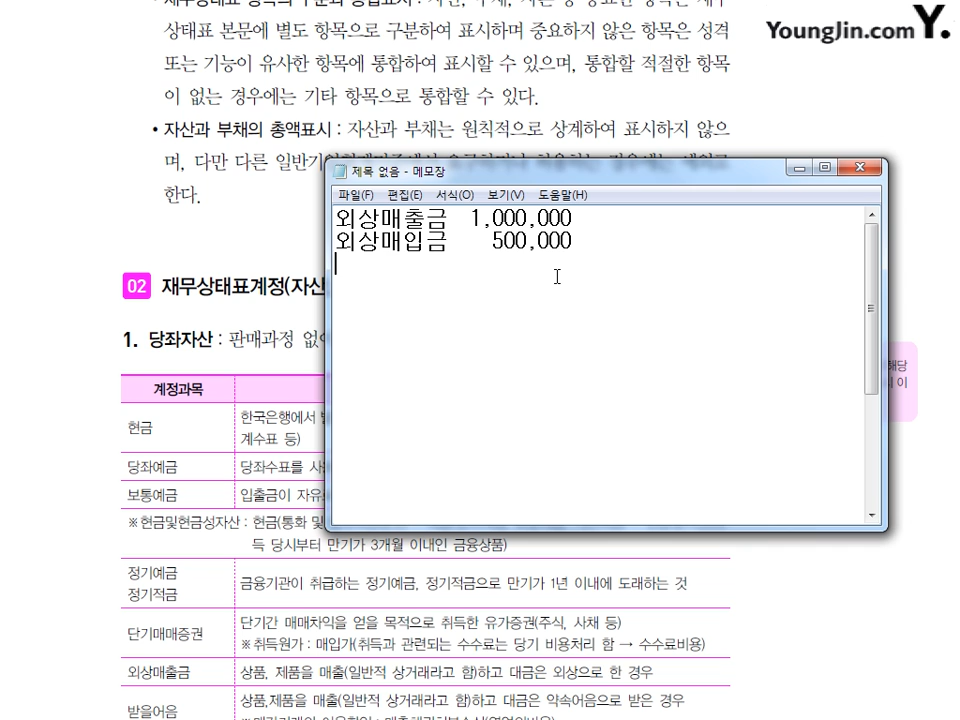 YoungJin.com Y.
상태표 본문에 별도 항목으로 구분하여 표시하며 중요하지 않은 항목은 성격
또는 기능이 유사한 항목에 통합하여 표시할 수 있으며, 통합할 적절한 항목
이 없는 경우에는 기타 항목으로 통합할 수 있다.
• 자산과 부채의 총액표시 : 자산과 부채는 원칙적으로 상계하여 표시하지 않으
며, 다만 다른
한다.
제목 없음 - 메모장
파일(F) 편집(E) 서식(O) 보기(V) 도움말(H)
외상매출금 1,000,000
외상매입금 500,000
02 재무상태표계정(자산
1. 당좌자산 : 판매과정 없이
계정과목
현금
한국은행에서
계수표 등)
당좌예금
당좌수표를
보통예금
입출금이
※현금및현금성자산 : 현금(통화 및
득 당시부터 만기가 3개월 이내인 금융상품)
정기예금
정기적금
금융기관이 취급하는 정기예금, 정기적금으로 만기가 1년 이내에 도래하는 것
단기매매증권
단기간 매매차익을 얻을 목적으로 취득한 유가증권(주식, 사채 등)
※취득원가 : 매입가(취득과 관련되는 수수료는 당기 비용처리 함 → 수수료비용)
외상매출금
상품, 제품을 매출(일반적 상거래라고 함)하고 대금은 외상으로 한 경우
받을어음
상품,제품을 매출(일반적 상거래라고 함)하고 대금은 약속어음으로 받은 경우
해당
이